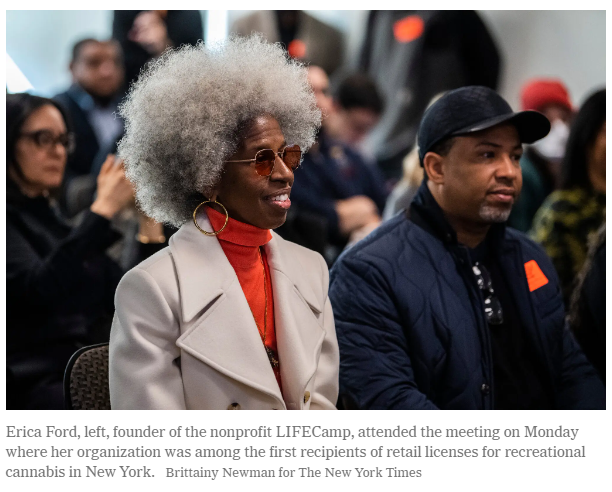 Erica Ford, left, founder of the nonprofit LIFECamp, attended the meeting on Monday
where her organization was among the first recipients of retail licenses for recreational
cannabis in New York. Brittainy Newman for The New York Times